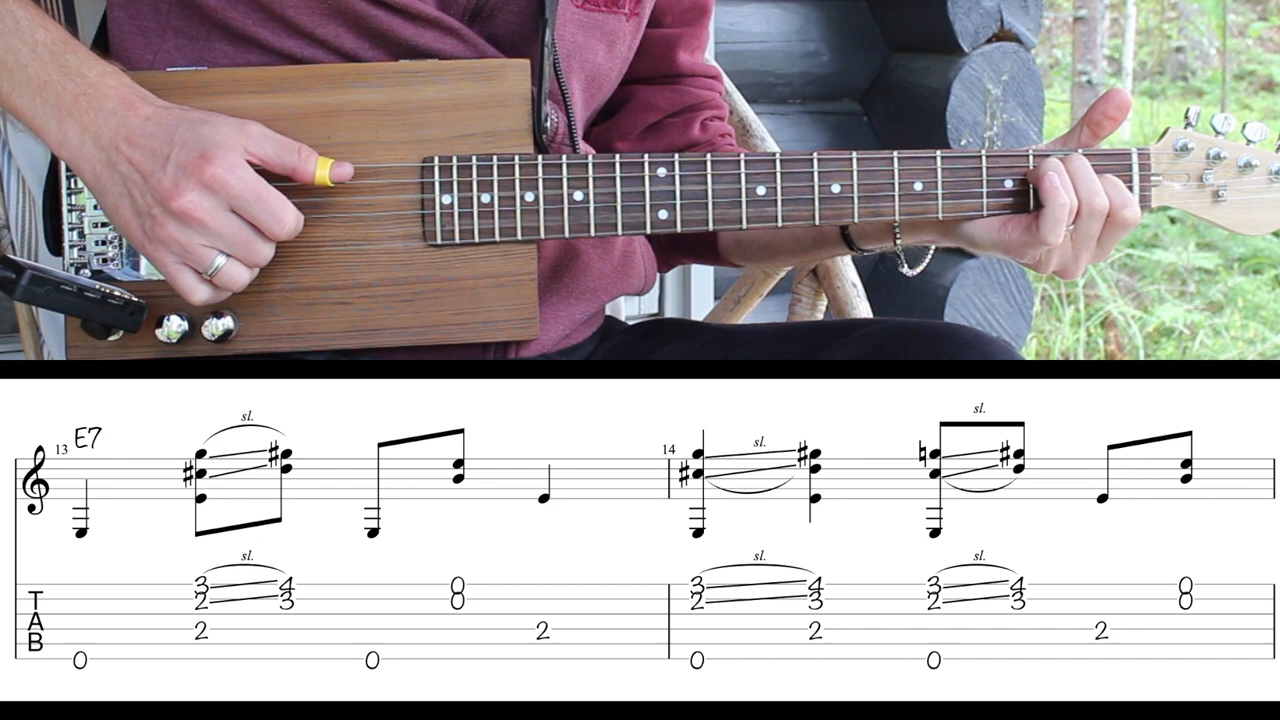 13 E7 sl. 14 sl. sl.
sl. sl. sl.
T 3 4 0 3 4 3 4 0
A 2 3 0 2 3 2 3 0
B 2 2 2 2
0 0 0 0